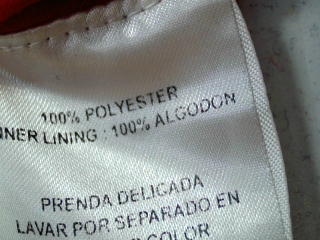 100% POLYESTER
NNER LINING : 100% ALGODON
PRENDA DELICADA
LAVAR POR SEPARADO EN
COLOR